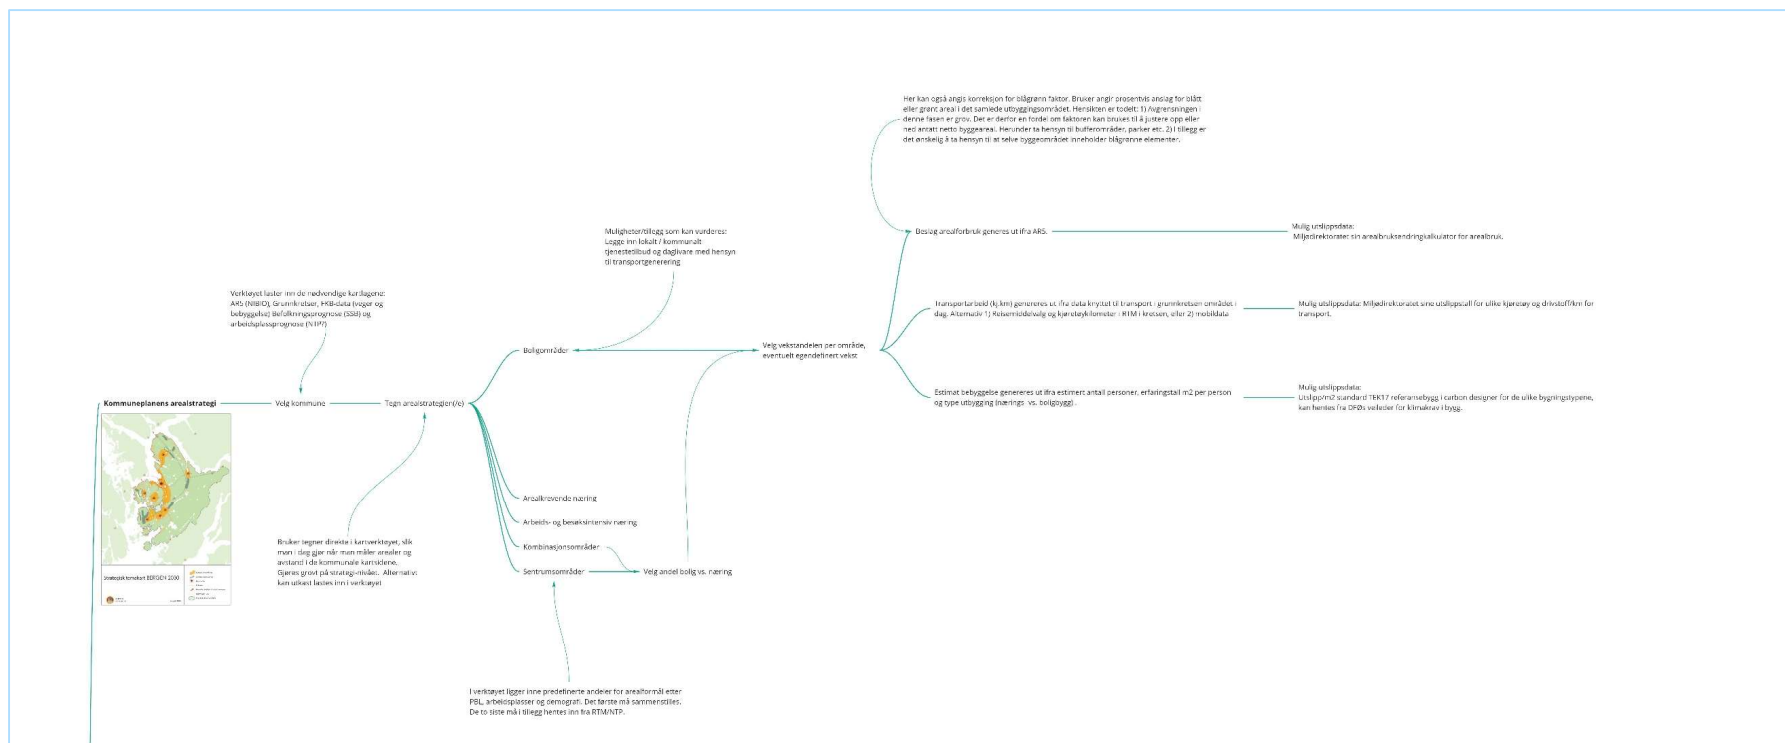 Her kan også angis korreksjon for blågrønn faktor. Bruker angir prosentvis anslag for blått
eller grønt areal i det samlede utbyggingsområdet. Hensikten er todelt: 1) Avgrensningen i
denne fasen er grov. Det er derfor en fordel om faktoren kan brukes til å justere opp eller
ned antatt netto byggeareal. Herunder ta hensyn til bufferområder, parker etc. 2) I tillegg er
det ønskelig å ta hensyn til at selve byggeområdet inneholder blågrønne elementer.
Muligheter/tillegg som kan vurderes:
Legge inn lokalt / kommunalt
tjenestetilbud og dagligvare med hensyn
til transportgenerering
Beslag arealforbruk generes ut ifra AR5.
Mulig utslippsdata:
Miljødirektoratet sin arealbruksendringkalkulator for arealbruk.
Verktøyet laster inn de nødvendige kartlagene:
AR5 (NIBIO), Grunnkretser, FKB-data (veger og
bebyggelse) Befolkningsprognose (SSB) og
arbeidsplassprognose (NTP?)
Transportarbeid (kj.km) genereres ut ifra data knyttet til transport i grunnkretsen området i
dag. Alternativ 1) Reisemiddelvalg og kjøretøykilometer i RTM i kretsen, eller 2) mobildata
Mulig utslippsdata: Miljødirektoratet sine utslippstall for ulike kjøretøy og drivstoff/km for
transport.
Boligområder
Velg vekstandelen per område,
eventuelt egendefinert vekst
Estimat bebyggelse genereres ut ifra estimert antall personer, erfaringstall m2 per person
og type utbygging (nærings vs. boligbygg).
Mulig utslippsdata:
Utslipp/m2 standard TEK17 referansebygg i carbon designer for de ulike bygningstypene,
kan hentes fra DFØs veileder for klimakrav i bygg.
Kommuneplanens arealstrategi
Velg kommune
Tegn arealstrategien(/e)
Arealkrevende næring
Arbeids- og besøksintensiv næring
Kombinasjonsområder
Sentrumsområder
Velg andel bolig vs. næring
Bruker tegner direkte i kartverktøyet, slik
man i dag gjør når man måler arealer og
avstand i de kommunale kartsidene.
Gjøres grovt på strategi-nivået. Alternativt
kan utkast lastes inn i verktøyet
Strategisk temakart BERGEN 2030
I verktøyet ligger inne predefinerte andeler for arealformål etter
PBL, arbeidsplasser og demografi. Det første må sammenstilles.
De to siste må i tillegg hentes inn fra RTM/NTP.